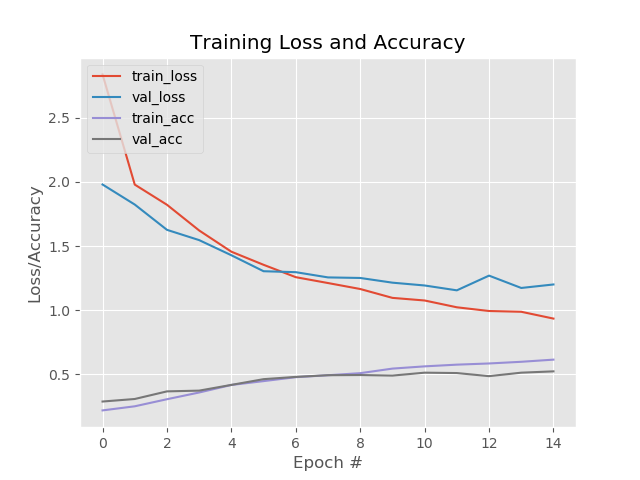 Training Loss and Accuracy
train_loss
val_loss
train_acc
val_acc
2.5
2.0
1.5
1.0
0.5
Loss/Accuracy
0 2 4 6 8 10 12 14
Epoch #